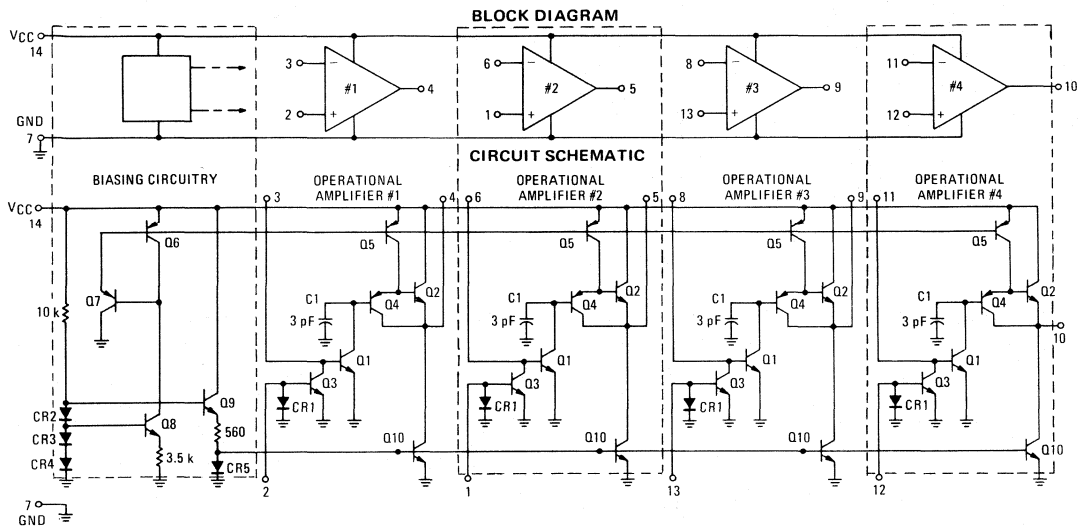 BLOCK DIAGRAM
VCC
14
3
−
#1
4
2
+
6
−
#2
5
1
+
8
−
#3
9
13
+
11
−
#4
10
12
+
GND
7
CIRCUIT SCHEMATIC
BIASING CIRCUITRY
OPERATIONAL
AMPLIFIER #1
OPERATIONAL
AMPLIFIER #2
OPERATIONAL
AMPLIFIER #3
OPERATIONAL
AMPLIFIER #4
3
4
6
5
8
9
11
VCC
14
Q6
Q5
Q5
Q5
Q5
Q7
10 k
C1
3 pF
Q4
Q2
C1
3 pF
Q4
Q2
C1
3 pF
Q4
Q2
C1
3 pF
Q4
Q2
10
Q1
Q3
CR1
Q1
Q3
CR1
Q1
Q3
CR1
Q1
Q3
CR1
CR2
CR3
CR4
Q8
3.5 k
Q9
560
CR5
Q10
Q10
Q10
Q10
2
1
13
12
7
GND